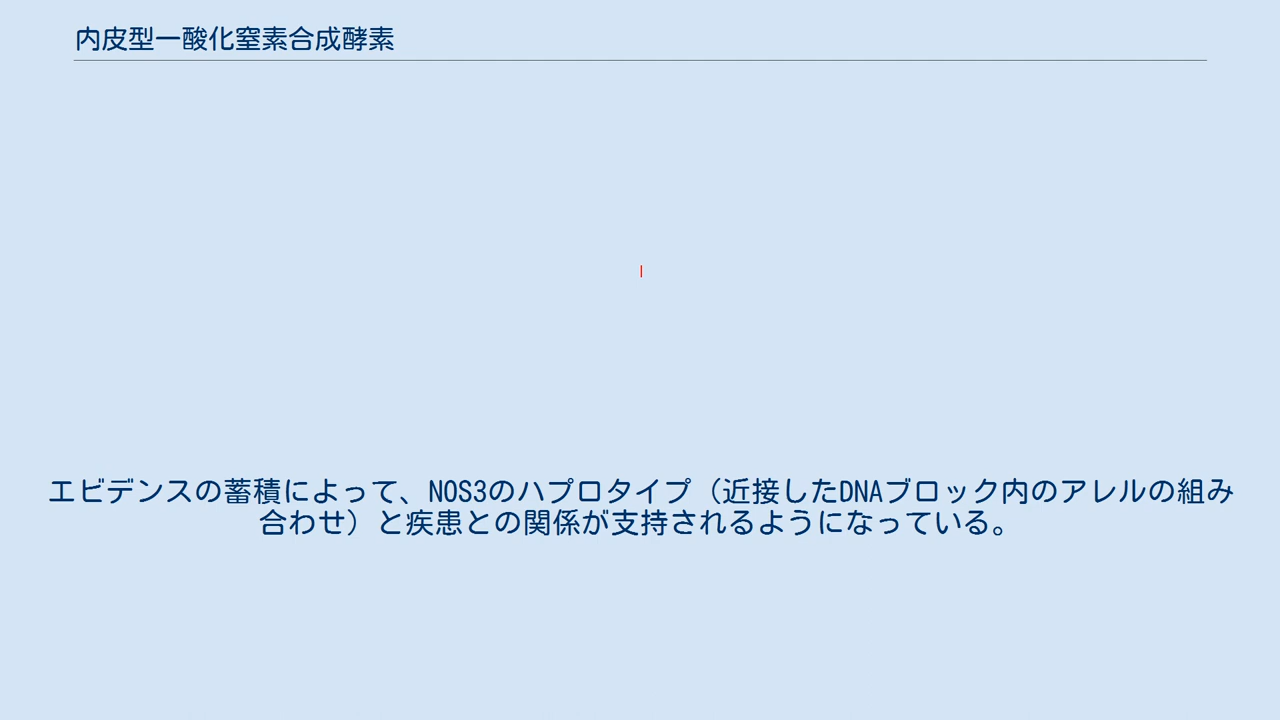 内皮型一酸化窒素合成酵素
エビデンスの蓄積によって、NOS3のハプロタイプ（近接したDNAブロック内のアレルの組み
合わせ）と疾患との関係が支持されるようになっている。